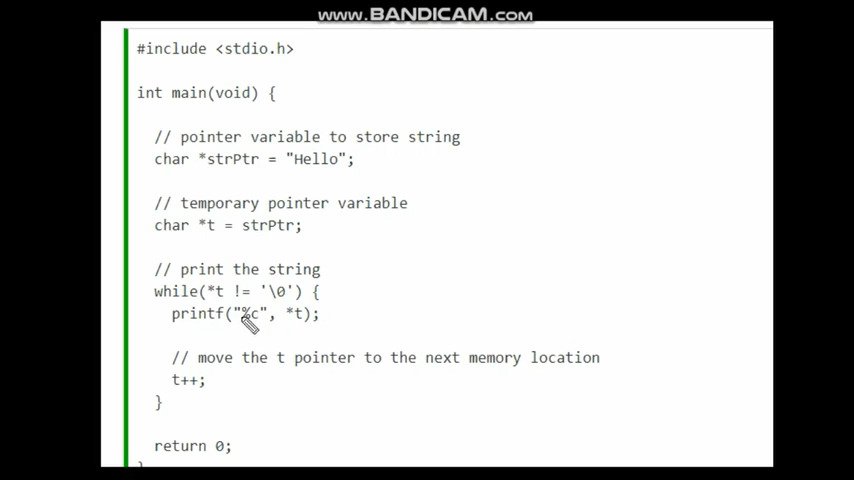 www.BANDICAM.com
#include <stdio.h>
int main(void) {
// pointer variable to store string
char *strPtr = "Hello";
// temporary pointer variable
char *t = strPtr;
// print the string
while(*t != '\0') {
printf("%c", *t);
// move the t pointer to the next memory location
t++;
}
return 0;
}